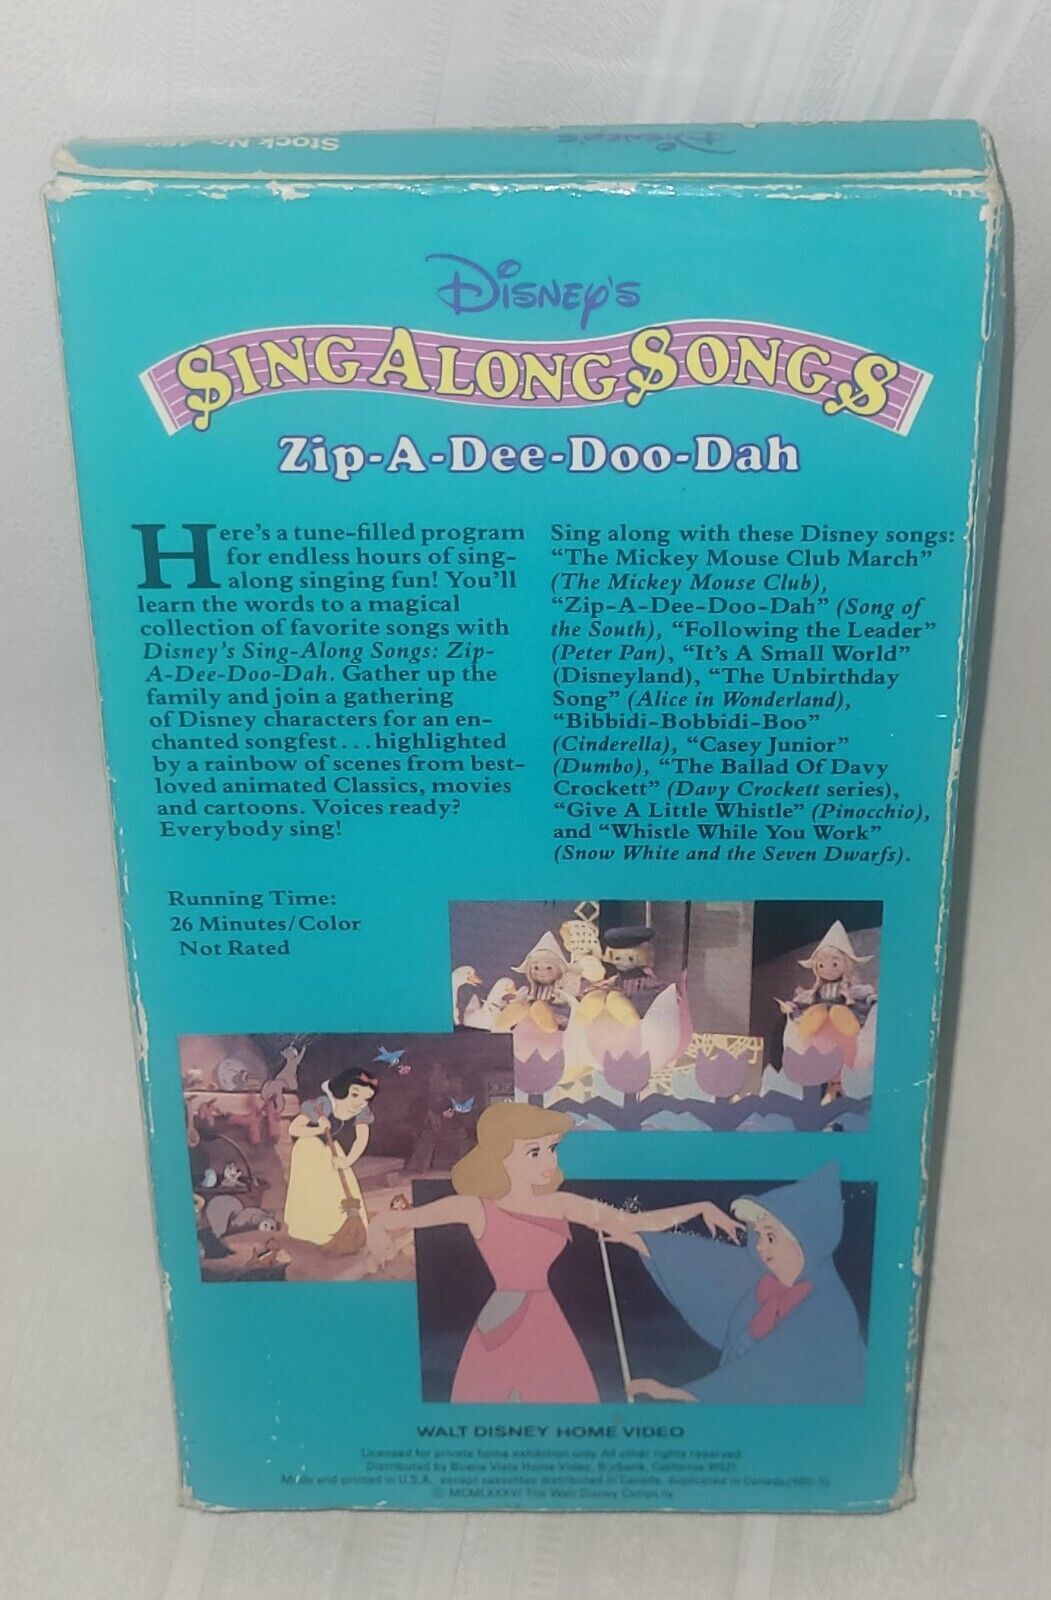 Stock No. 480
DISNEY'S
DISNEY'S
SING ALONG SONGS
Zip-A-Dee-Doo-Dah
Here's a tune-filled program
for endless hours of sing-
along singing fun! You'll
learn the words to a magical
collection of favorite songs with
Disney's Sing-Along Songs: Zip-
A-Dee-Doo-Dah. Gather up the
family and join a gathering
of Disney characters for an en-
chanted songfest...highlighted
by a rainbow of scenes from best-
loved animated Classics, movies
and cartoons. Voices ready?
Everybody sing!
Running Time:
26 Minutes/Color
Not Rated
Sing along with these Disney songs:
“The Mickey Mouse Club March”
(The Mickey Mouse Club),
“Zip-A-Dee-Doo-Dah” (Song of
the South), “Following the Leader”
(Peter Pan), “It's A Small World”
(Disneyland), “The Unbirthday
Song” (Alice in Wonderland),
“Bibbidi-Bobbidi-Boo”
(Cinderella), “Casey Junior”
(Dumbo), “The Ballad Of Davy
Crockett” (Davy Crockett series),
“Give A Little Whistle” (Pinocchio),
and “Whistle While You Work”
(Snow White and the Seven Dwarfs).
WALT DISNEY HOME VIDEO
Licensed for private home exhibition only. All other rights reserved.
Distributed by Buena Vista Home Video, Burbank, California 91521.
Made and printed in U.S.A. except cassettes distributed in Canada, duplicated in Canada.
© MCMLXXXVI The Walt Disney Company